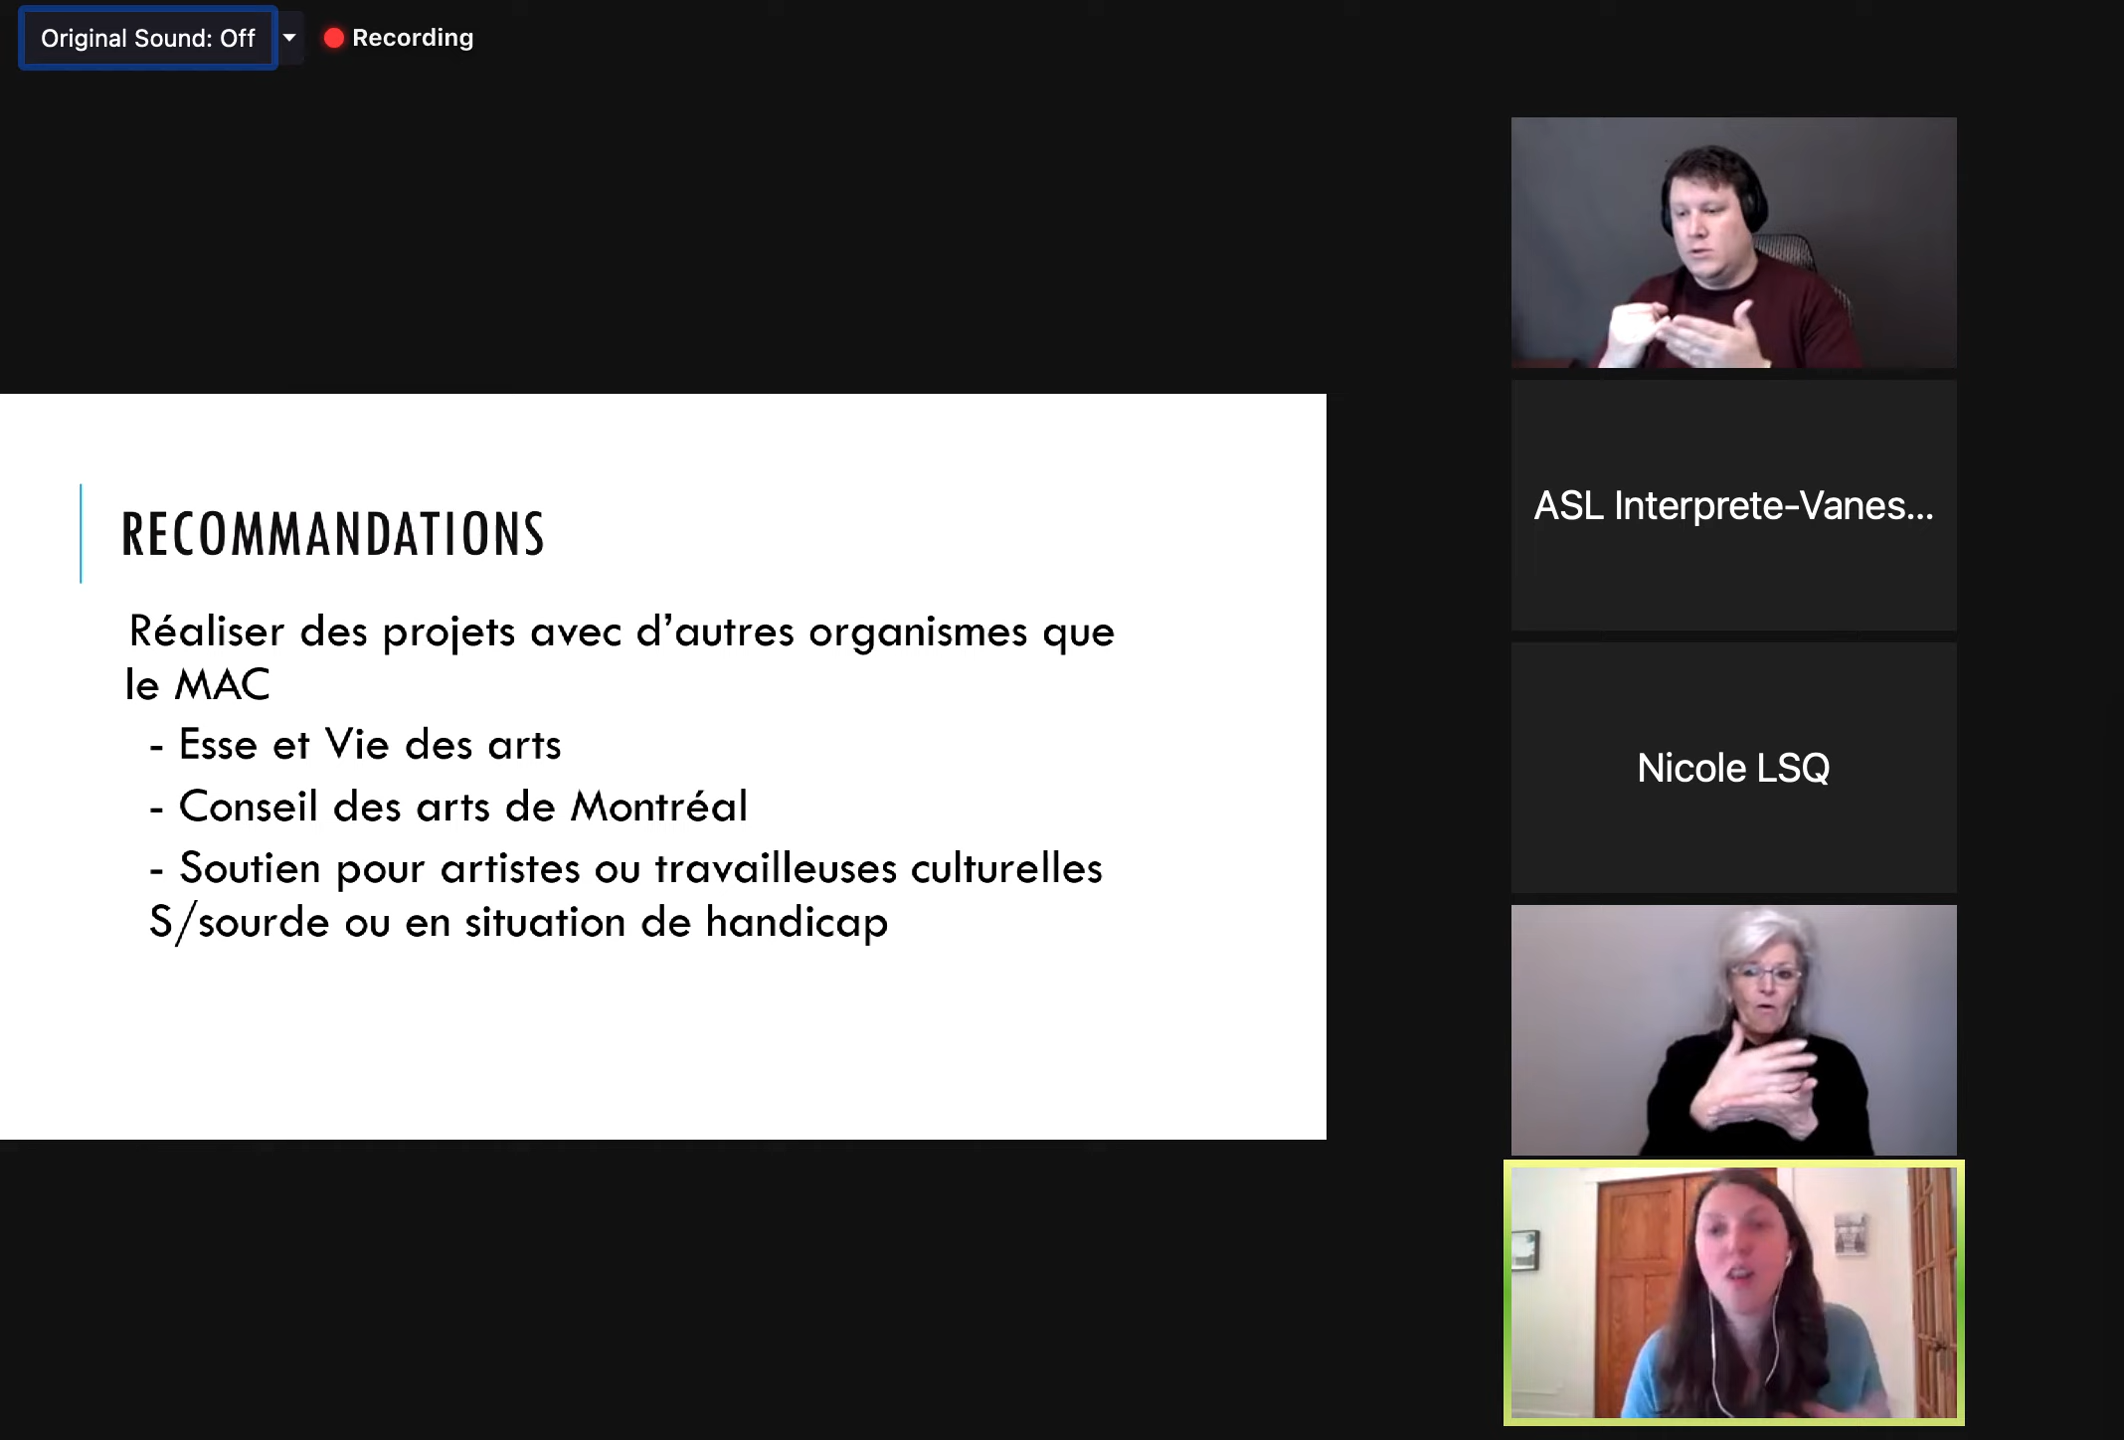 Original Sound: Off
Recording
RECOMMANDATIONS
Réaliser des projets avec d'autres organismes que
le MAC
- Esse et Vie des arts
- Conseil des arts de Montréal
- Soutien pour artistes ou travailleuses culturelles
S/sourde ou en situation de handicap
ASL Interprete-Vanes...
Nicole LSQ